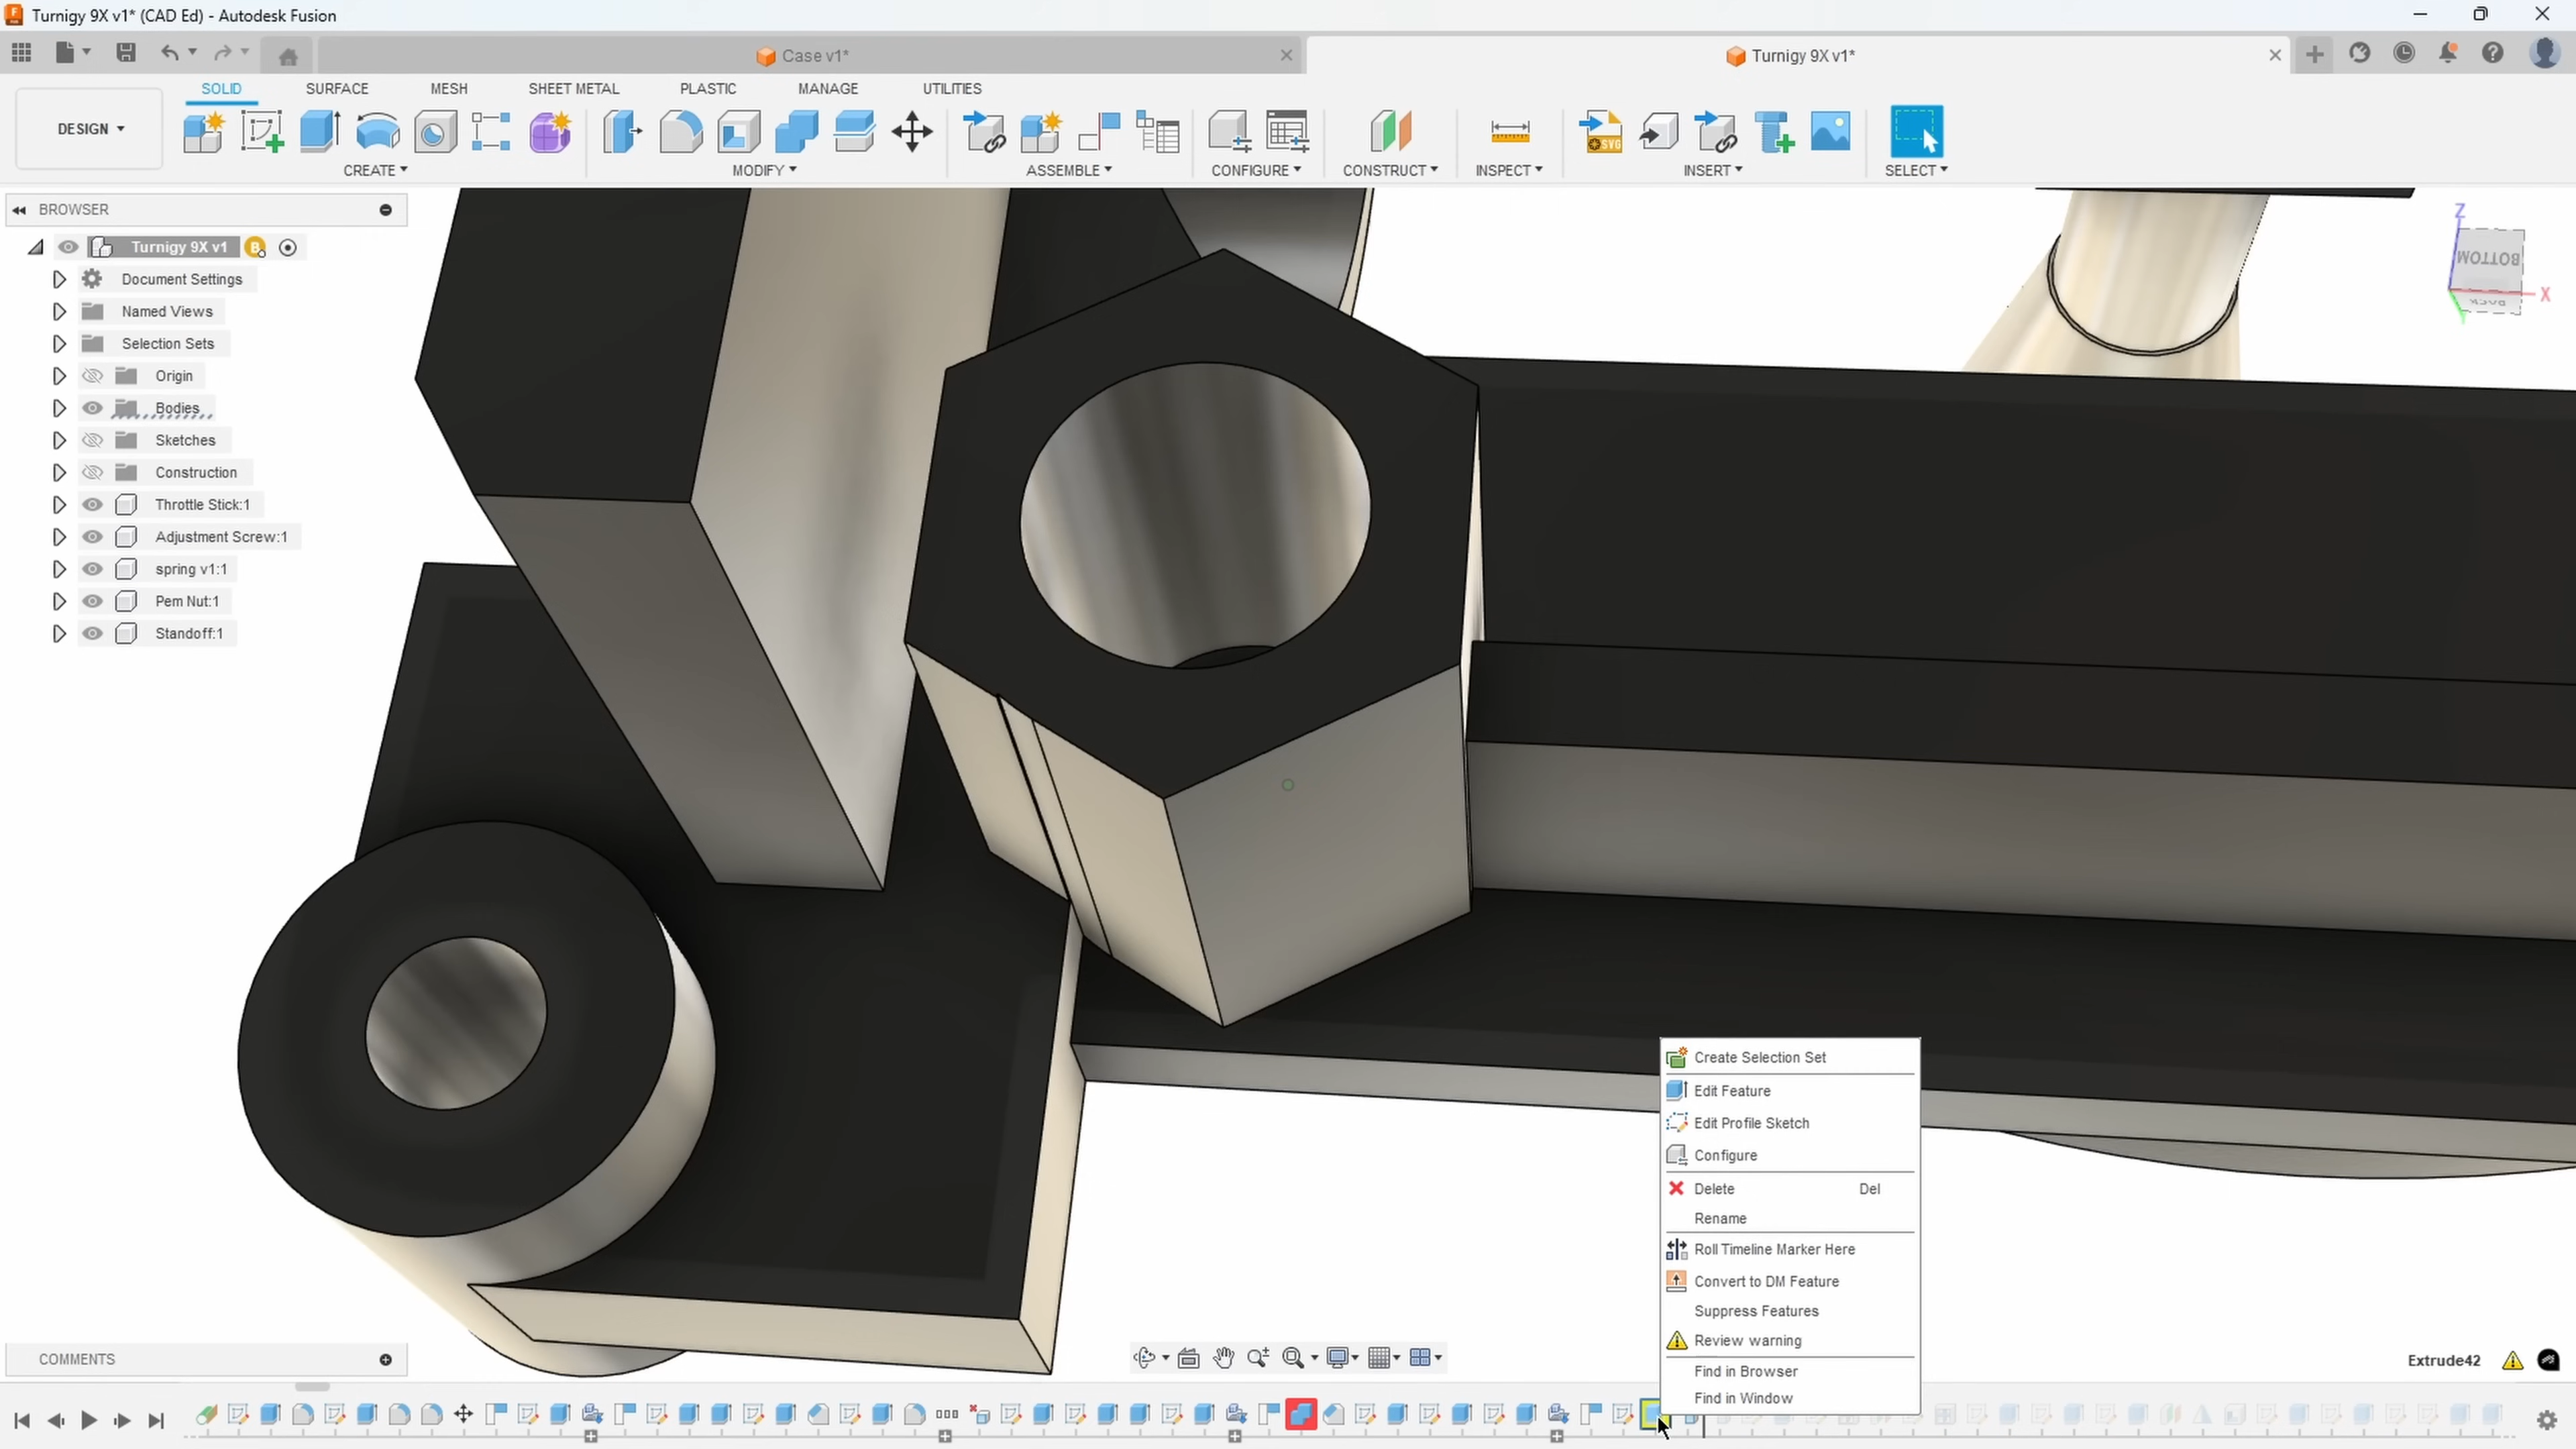 Turnigy 9X v1* (CAD Ed) - Autodesk Fusion
Case v1*
Turnigy 9X v1*
SOLID SURFACE MESH SHEET METAL PLASTIC MANAGE UTILITIES
DESIGN
SVG
CREATE MODIFY ASSEMBLE CONFIGURE CONSTRUCT INSPECT INSERT SELECT
BROWSER
Turnigy 9X v1
B
Document Settings
Named Views
Selection Sets
Origin
Bodies
Sketches
Construction
Throttle Stick:1
Adjustment Screw:1
spring v1:1
Pem Nut:1
Standoff:1
Z
BOTTOM
BACK
X
Create Selection Set
Edit Feature
Edit Profile Sketch
Configure
Delete Del
Rename
Roll Timeline Marker Here
Convert to DM Feature
Suppress Features
Review warning
Find in Browser
Find in Window
COMMENTS
Extrude42